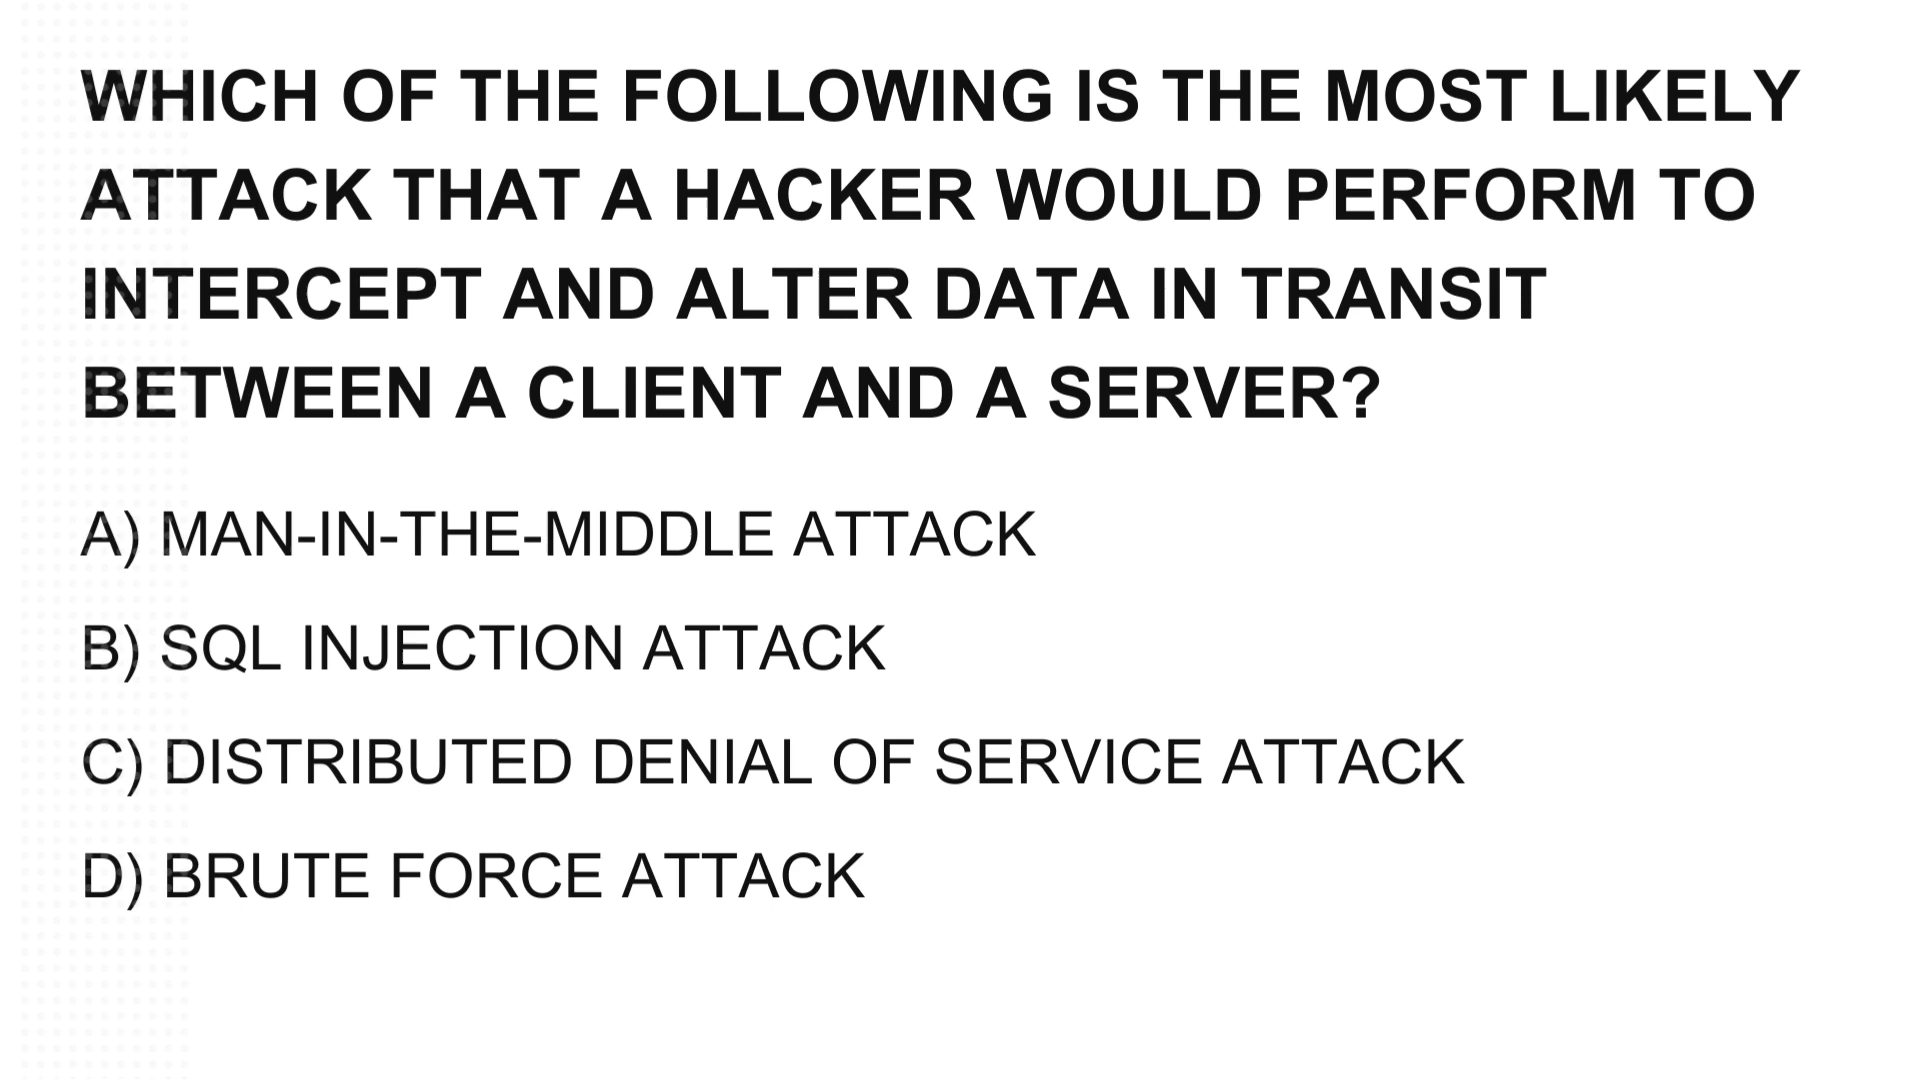 WHICH OF THE FOLLOWING IS THE MOST LIKELY
ATTACK THAT A HACKER WOULD PERFORM TO
INTERCEPT AND ALTER DATA IN TRANSIT
BETWEEN A CLIENT AND A SERVER?
A) MAN-IN-THE-MIDDLE ATTACK
B) SQL INJECTION ATTACK
C) DISTRIBUTED DENIAL OF SERVICE ATTACK
D) BRUTE FORCE ATTACK